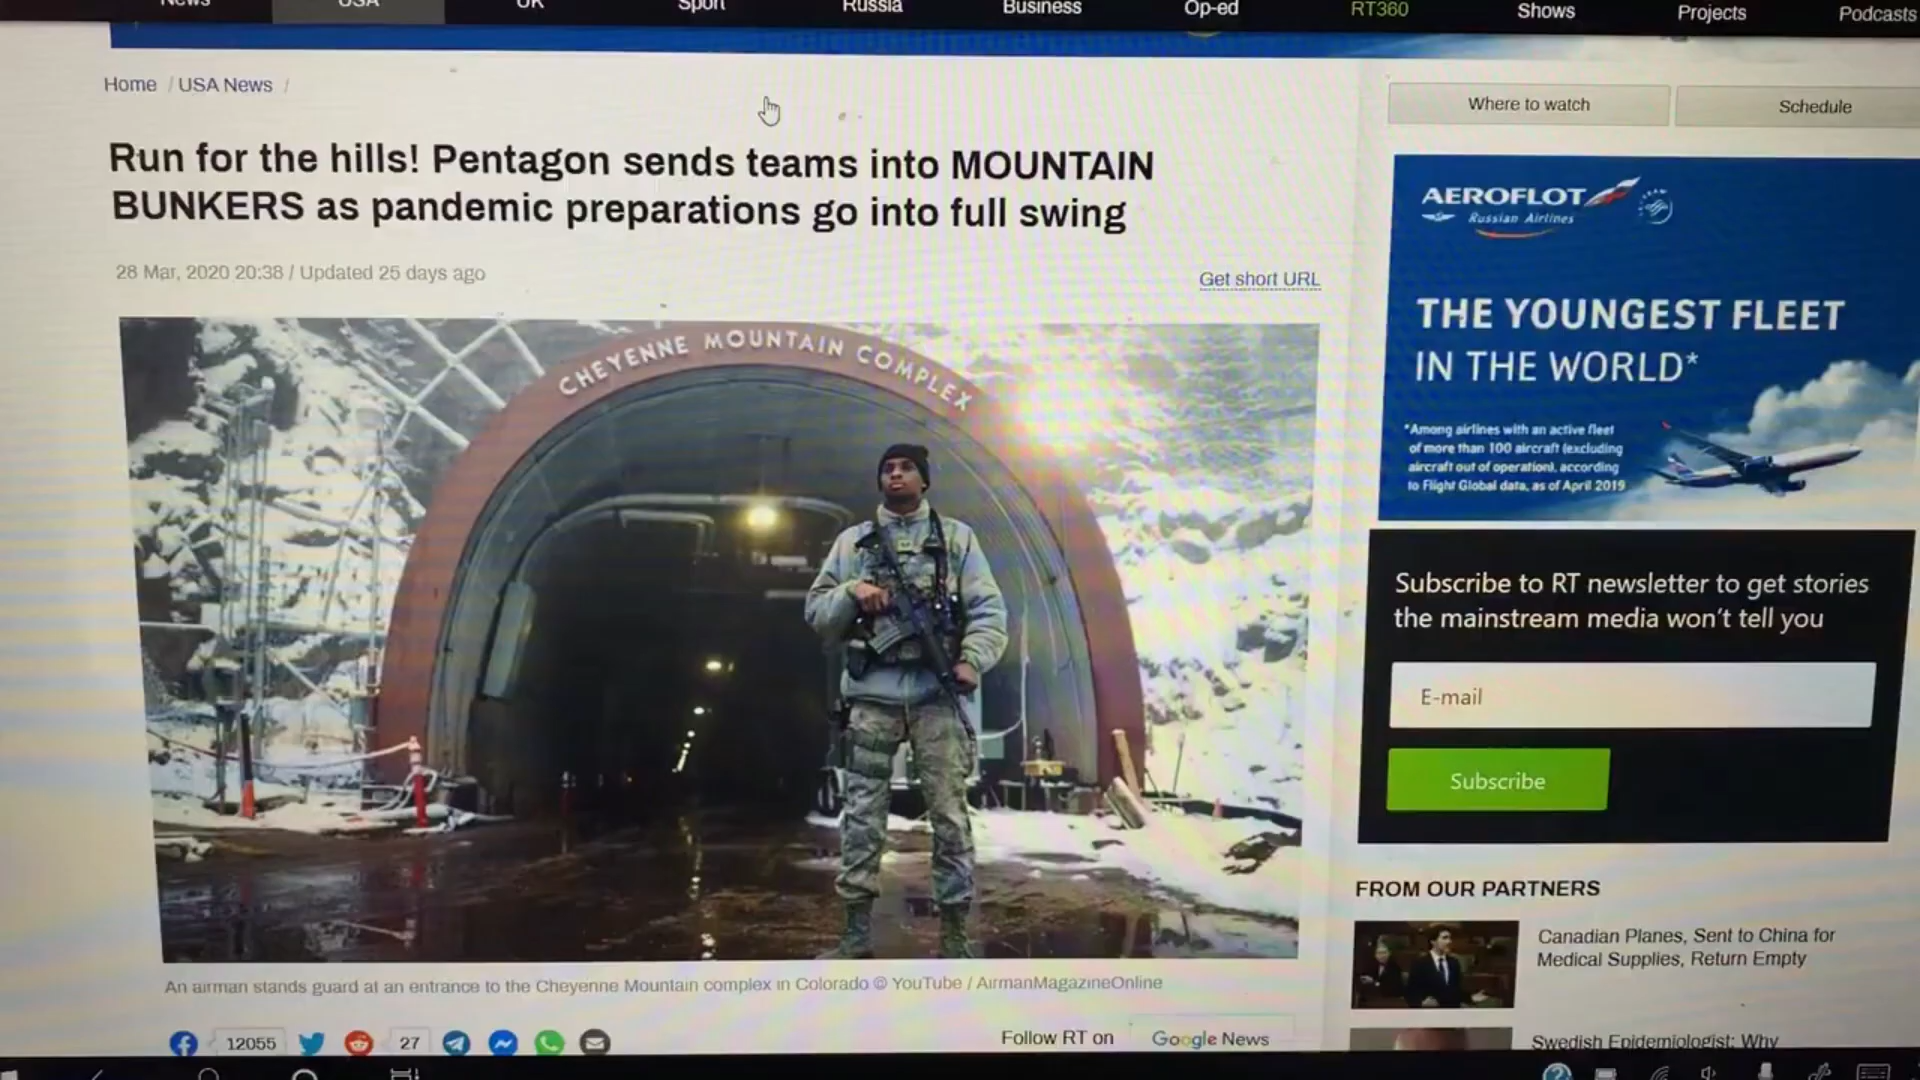 News USA UK Sport Russia Business Op-ed RT360 Shows Projects Podcasts
Home / USA News /
Run for the hills! Pentagon sends teams into MOUNTAIN
BUNKERS as pandemic preparations go into full swing
28 Mar, 2020 20:38 / Updated 25 days ago
Get short URL
CHEYENNE MOUNTAIN COMPLEX
An airman stands guard at an entrance to the Cheyenne Mountain complex in Colorado © YouTube / AirmanMagazineOnline
12055
27
Follow RT on Google News
Where to watch
Schedule
AEROFLOT
Russian Airlines
THE YOUNGEST FLEET
IN THE WORLD*
*Among airlines with an active fleet
of more than 100 aircraft (excluding
aircraft out of operation), according
to Flight Global data, as of April 2019
Subscribe to RT newsletter to get stories
the mainstream media won't tell you
E-mail
Subscribe
FROM OUR PARTNERS
Canadian Planes, Sent to China for
Medical Supplies, Return Empty
Swedish Epidemiologist: Why